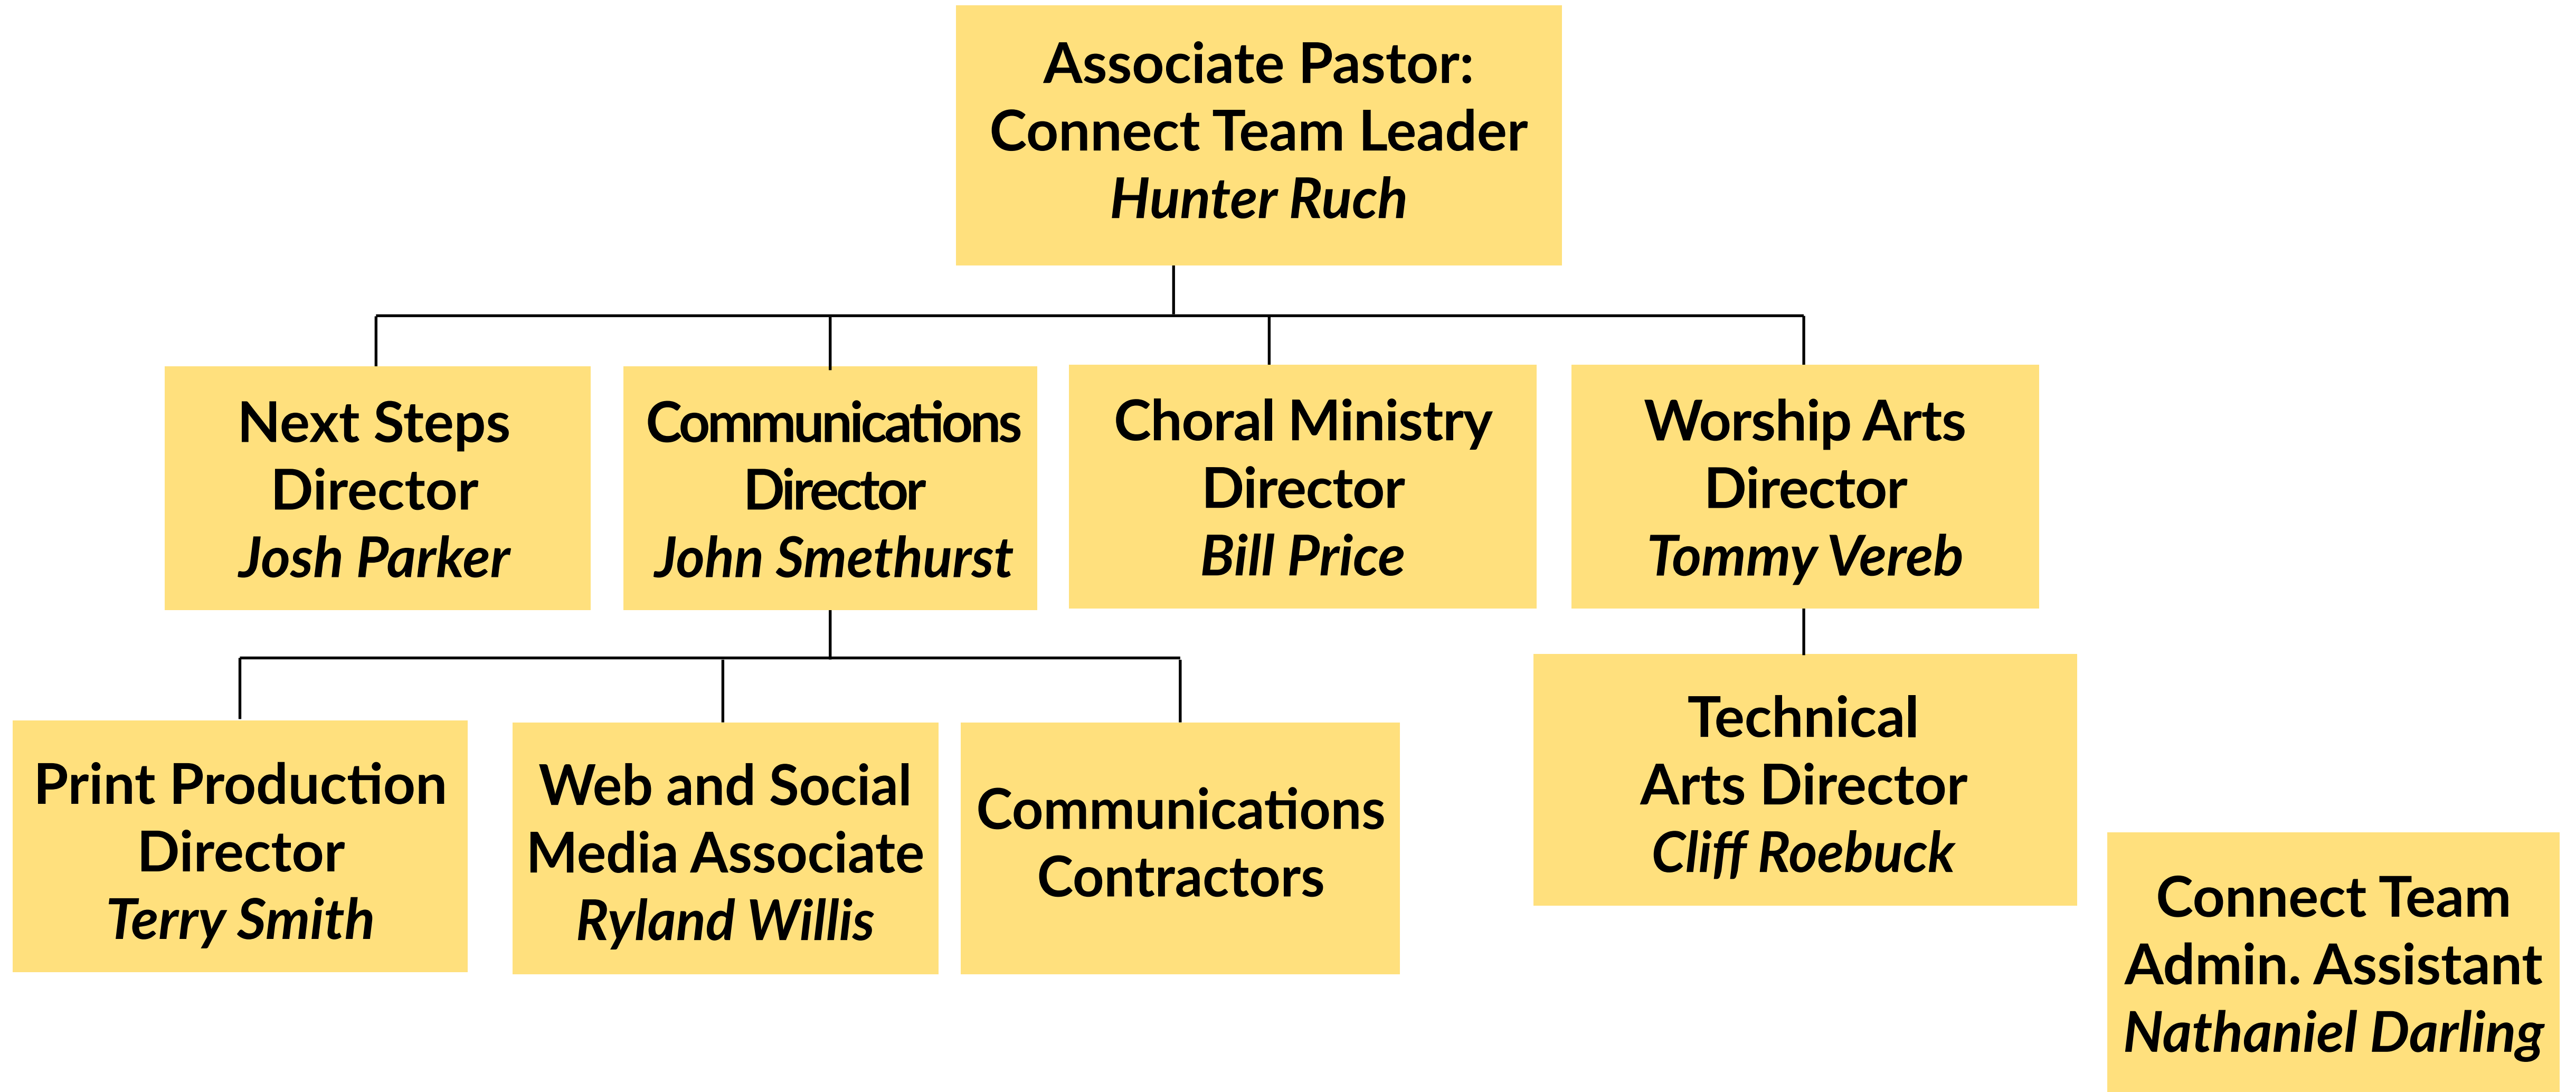 Associate Pastor:
Connect Team Leader
Hunter Ruch
Next Steps
Director
Josh Parker
Communications
Director
John Smethurst
Choral Ministry
Director
Bill Price
Worship Arts
Director
Tommy Vereb
Print Production
Director
Terry Smith
Web and Social
Media Associate
Ryland Willis
Communications
Contractors
Technical
Arts Director
Cliff Roebuck
Connect Team
Admin. Assistant
Nathaniel Darling